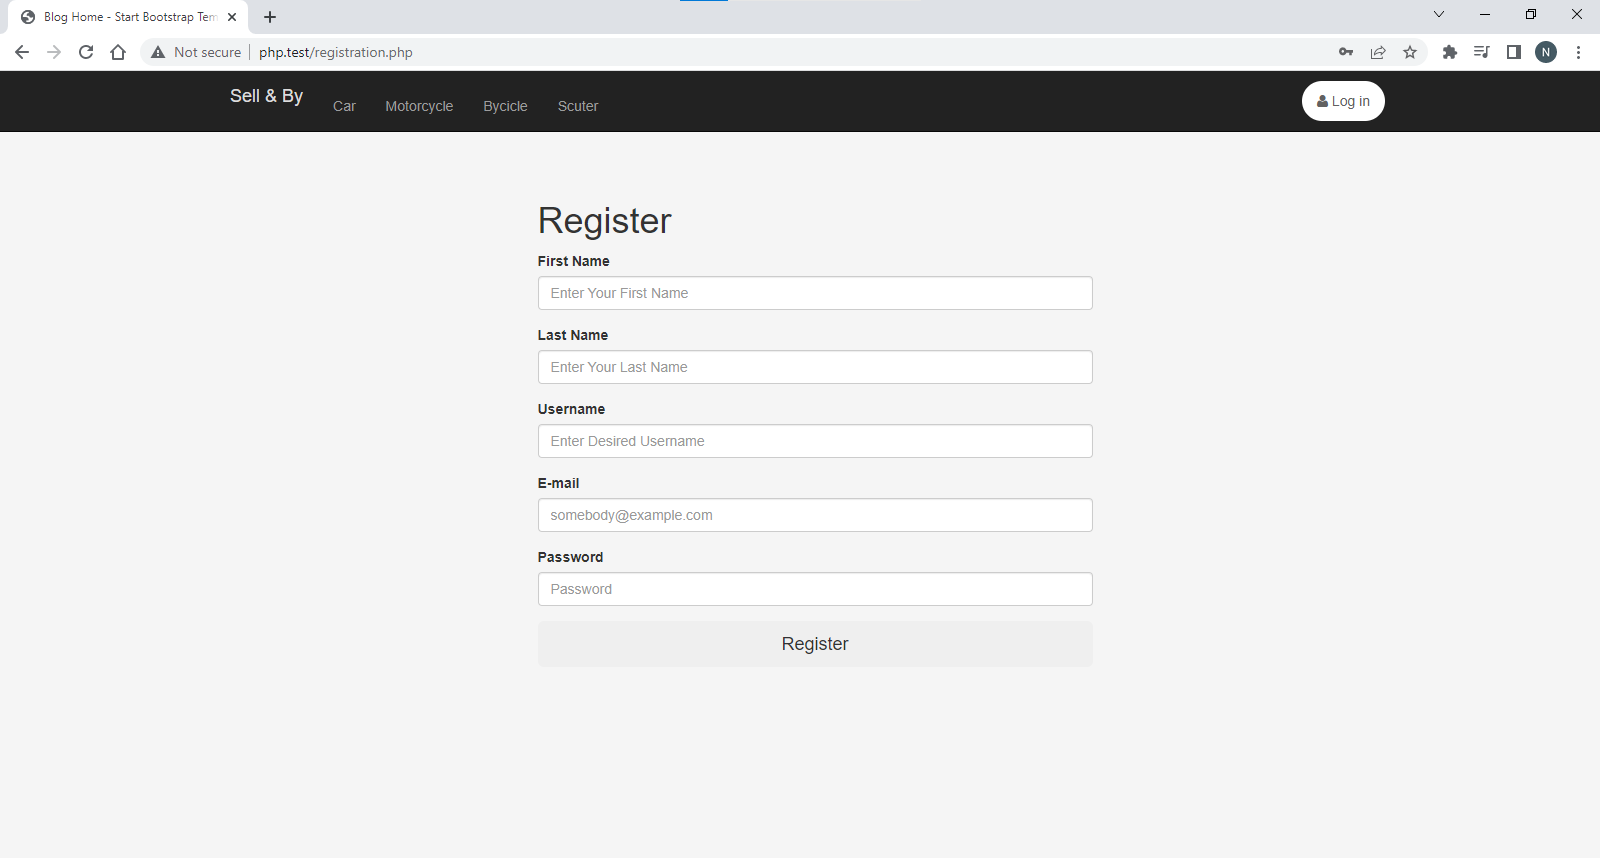 Blog Home - Start Bootstrap Tem
Not secure
php.test/registration.php
N
Sell & By
Car
Motorcycle
Bycicle
Scuter
Log in
Register
First Name
Enter Your First Name
Last Name
Enter Your Last Name
Username
Enter Desired Username
E-mail
somebody@example.com
Password
Password
Register